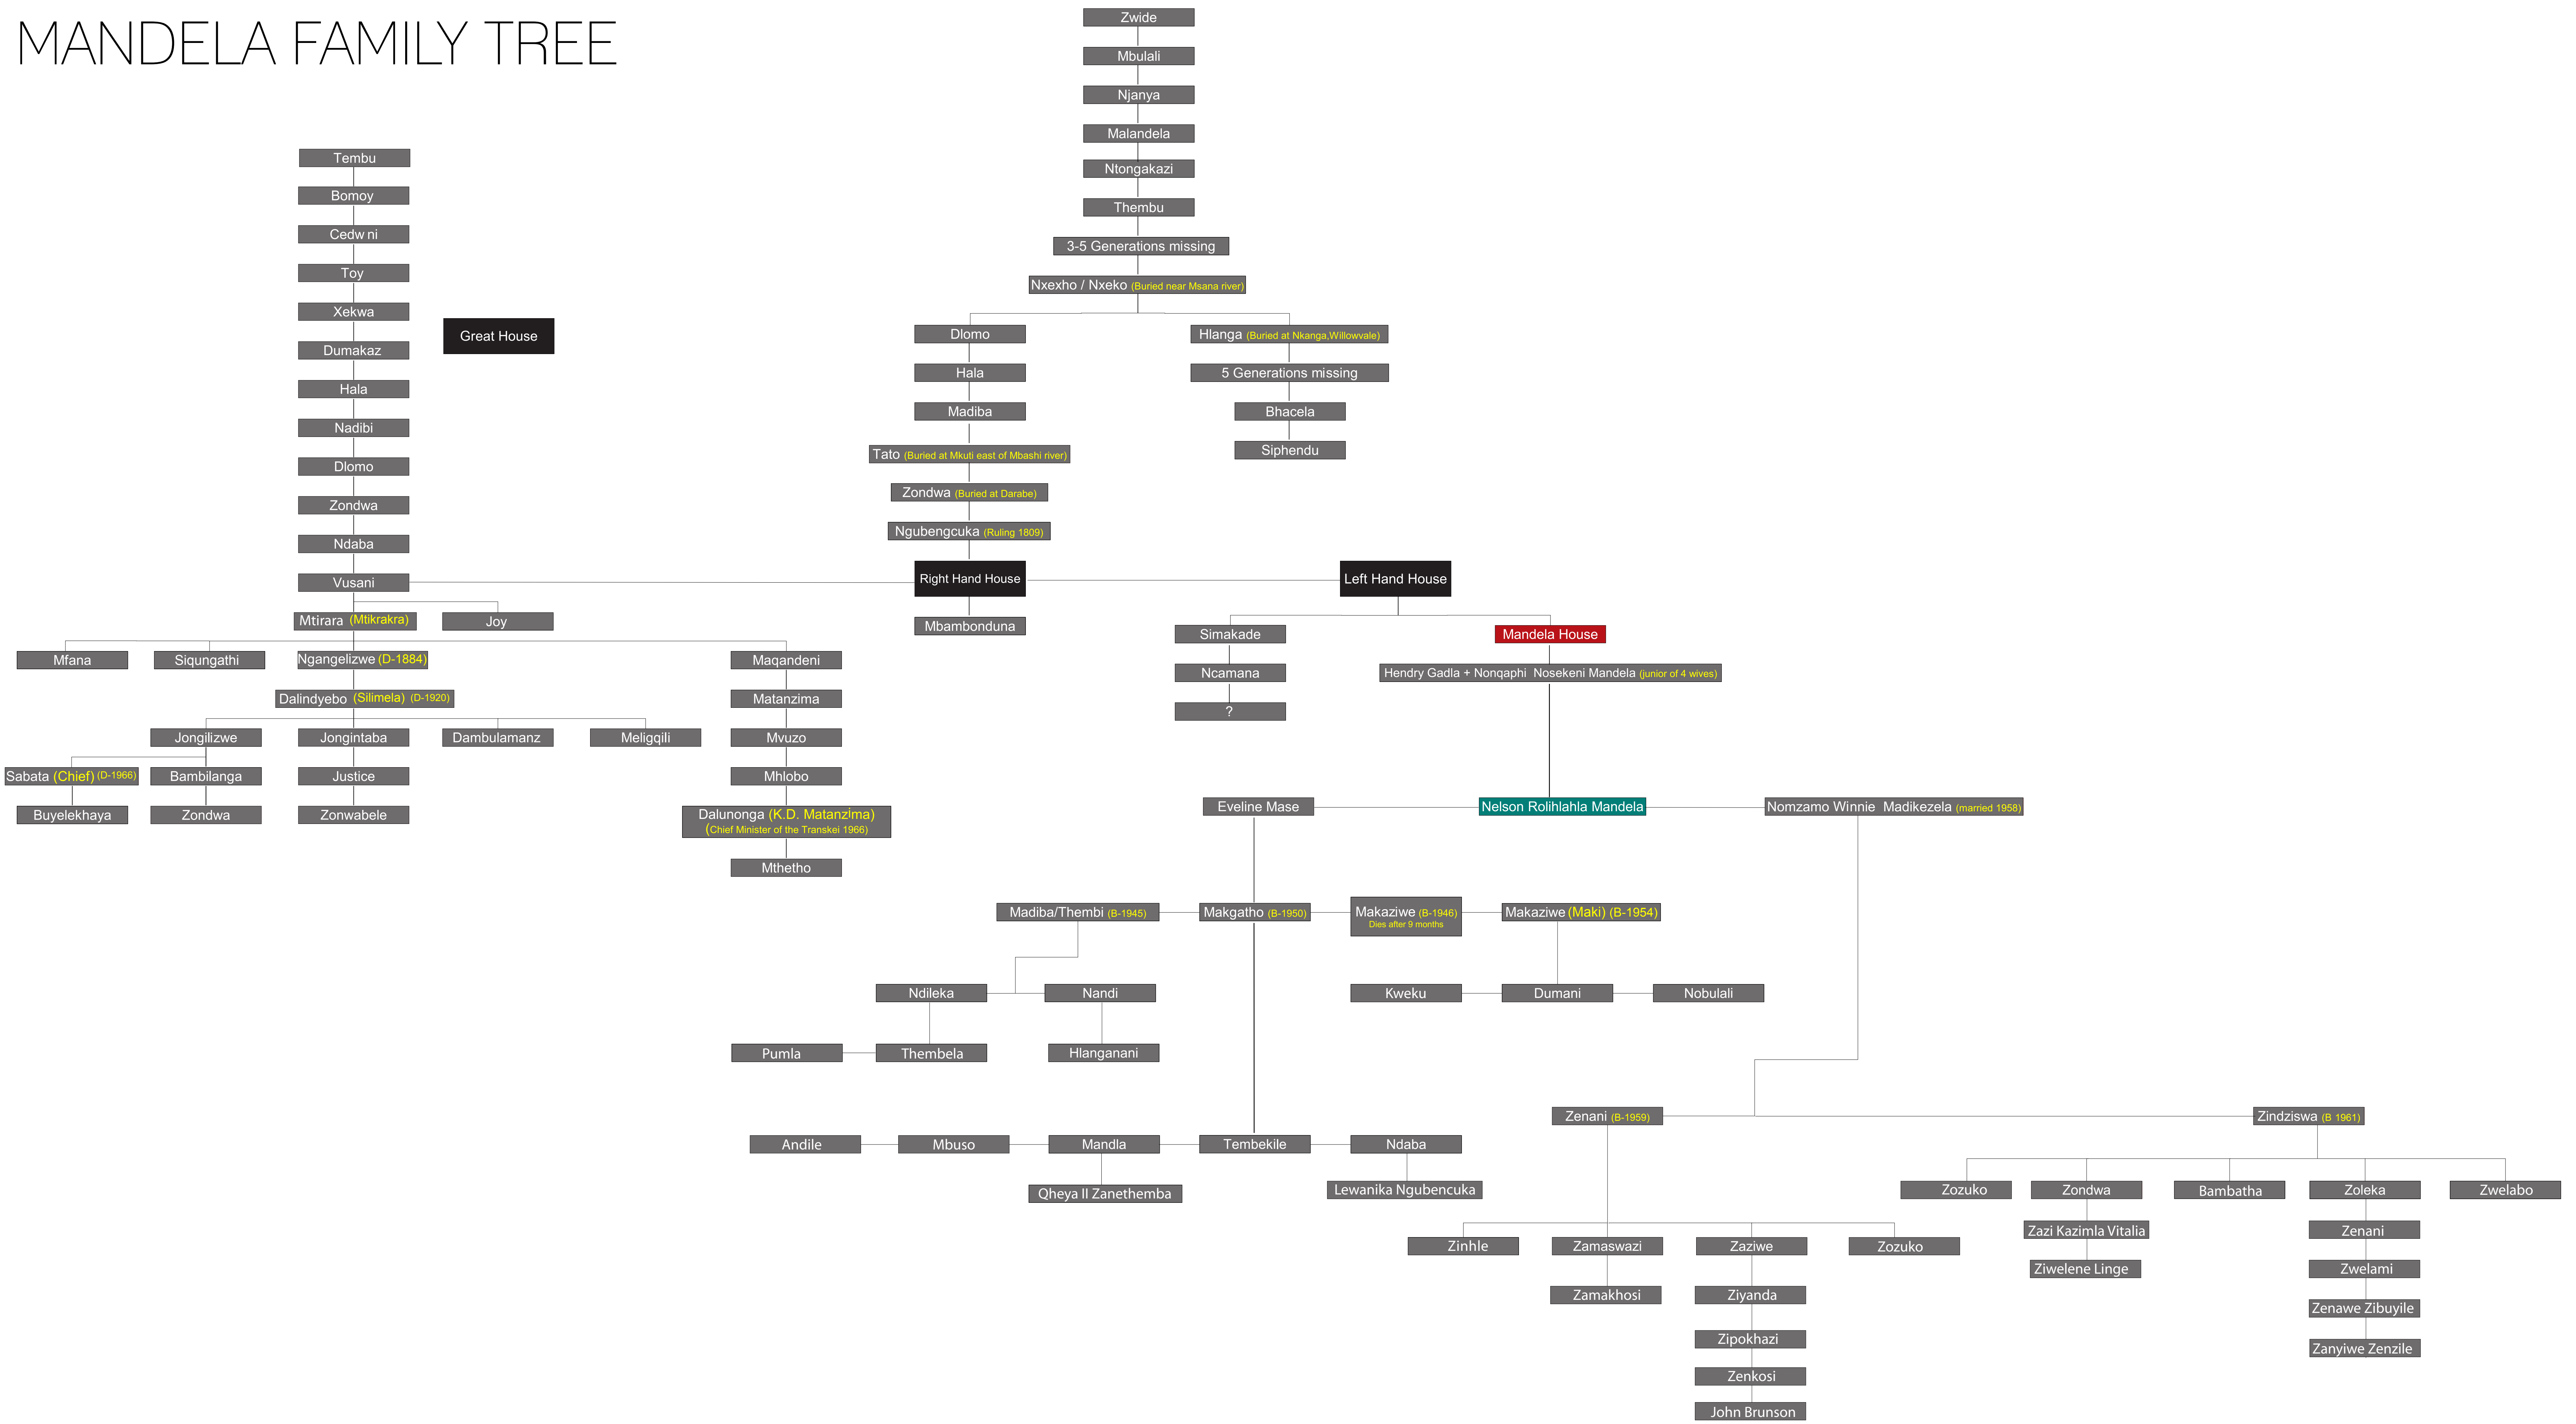 MANDELA FAMILY TREE
Zwide
Mbulali
Njanya
Malandela
Ntongakazi
Thembu
3-5 Generations missing
Nxexho / Nxeko (Buried near Msana river)
Tembu
Bomoy
Cedw ni
Toy
Xekwa
Dumakaz
Hala
Nadibi
Dlomo
Zondwa
Ndaba
Vusani
Great House
Dlomo
Hala
Madiba
Tato (Buried at Mkuti east of Mbashi river)
Zondwa (Buried at Darabe)
Ngubengcuka (Ruling 1809)
Right Hand House
Mbambonduna
Hlanga (Buried at Nkanga,Willowvale)
5 Generations missing
Bhacela
Siphendu
Left Hand House
Mtirara (Mtikrakra)
Joy
Mfana
Siqungathi
Ngangelizwe (D-1884)
Maqandeni
Dalindyebo (Silimela) (D-1920)
Matanzima
Jongilizwe
Jongintaba
Dambulamanz
Meligqili
Mvuzo
Sabata (Chief) (D-1966)
Bambilanga
Justice
Mhlobo
Buyelekhaya
Zondwa
Zonwabele
Dalunonga (K.D. Matanzima)
(Chief Minister of the Transkei 1966)
Mthetho
Simakade
Ncamana
?
Mandela House
Hendry Gadla + Nonqaphi Nosekeni Mandela (junior of 4 wives)
Eveline Mase
Nelson Rolihlahla Mandela
Nomzamo Winnie Madikezela (married 1958)
Madiba/Thembi (B-1945)
Makgatho (B-1950)
Makaziwe (B-1946)
Dies after 9 months
Makaziwe (Maki) (B-1954)
Ndileka
Nandi
Kweku
Dumani
Nobulali
Pumla
Thembela
Hlanganani
Andile
Mbuso
Mandla
Tembekile
Ndaba
Qheya II Zanethemba
Lewanika Ngubencuka
Zenani (B-1959)
Zindziswa (B 1961)
Zinhle
Zamaswazi
Zaziwe
Zozuko
Zamakhosi
Ziyanda
Zipokhazi
Zenkosi
John Brunson
Zozuko
Zondwa
Bambatha
Zoleka
Zwelabo
Zazi Kazimla Vitalia
Zenani
Ziwelene Linge
Zwelami
Zenawe Zibuyile
Zanyiwe Zenzile